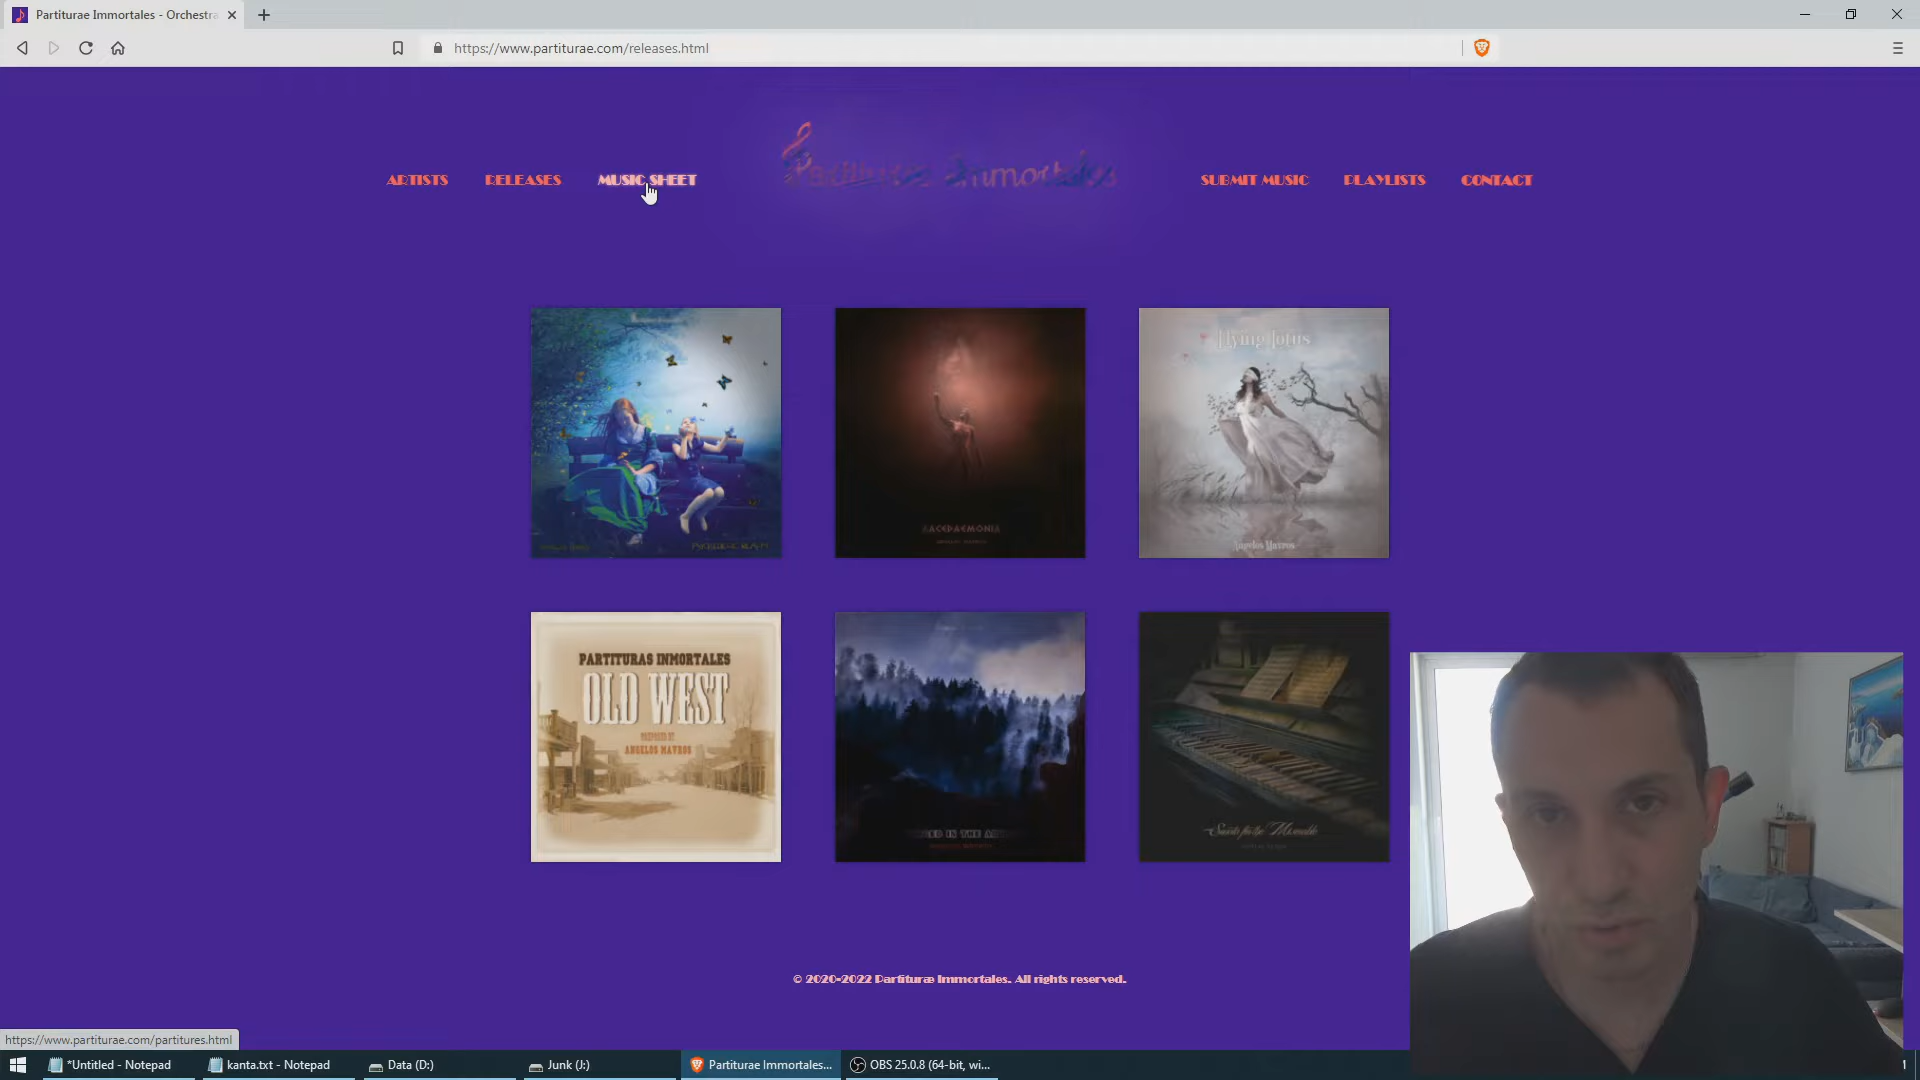 Partiturae Immortales - Orchestra
https://www.partiturae.com/releases.html
ARTISTS
RELEASES
MUSIC SHEET
Partiturae Immortales
SUBMIT MUSIC
PLAYLISTS
CONTACT
Flying Lotus
LACEDAEMONIA
Angelos Mavros
PARTITURAS INMORTALES
OLD WEST
ANGELOS MAVROS
© 2020-2022 Partituræ Immortales. All rights reserved.
https://www.partiturae.com/partitures.html
*Untitled - Notepad
kanta.txt - Notepad
Data (D:)
Junk (J:)
Partiturae Immortales...
OBS 25.0.8 (64-bit, wi...
1